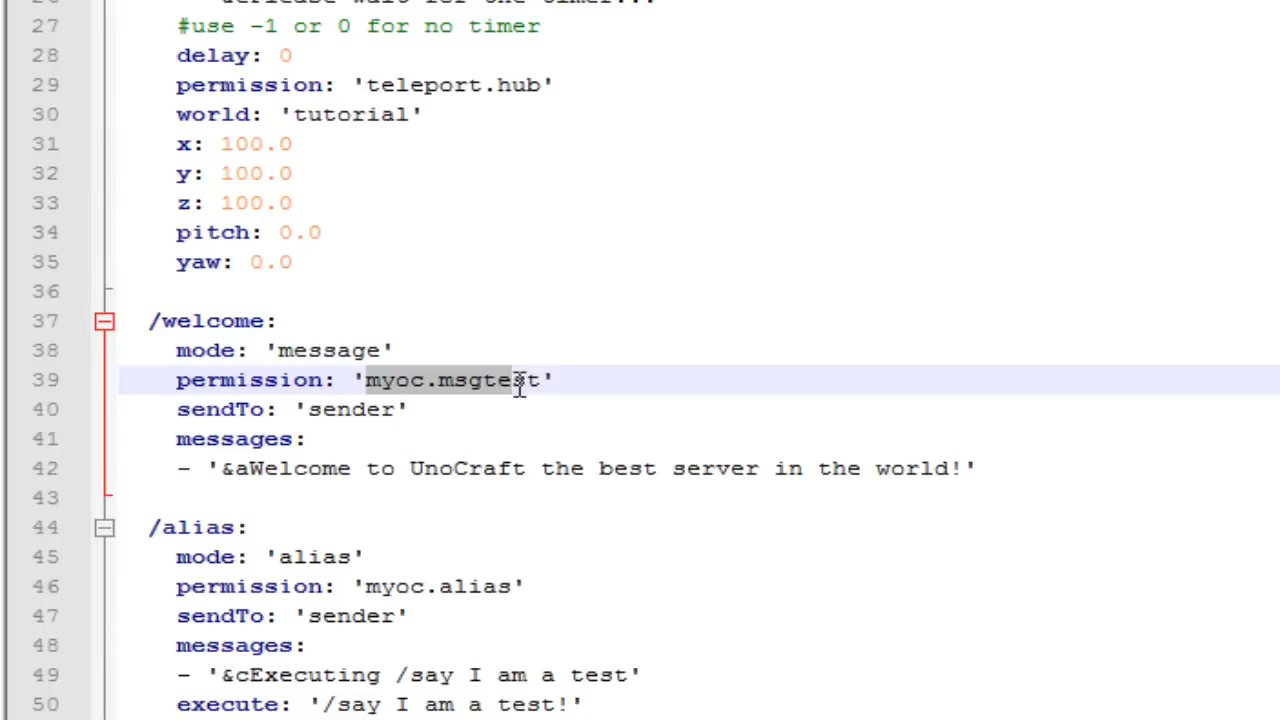 27 #use -1 or 0 for no timer
28 delay: 0
29 permission: 'teleport.hub'
30 world: 'tutorial'
31 x: 100.0
32 y: 100.0
33 z: 100.0
34 pitch: 0.0
35 yaw: 0.0
36
37 /welcome:
38 mode: 'message'
39 permission: 'myoc.msgtest'
40 sendTo: 'sender'
41 messages:
42 - '&aWelcome to UnoCraft the best server in the world!'
43
44 /alias:
45 mode: 'alias'
46 permission: 'myoc.alias'
47 sendTo: 'sender'
48 messages:
49 - '&cExecuting /say I am a test'
50 execute: '/say I am a test!'